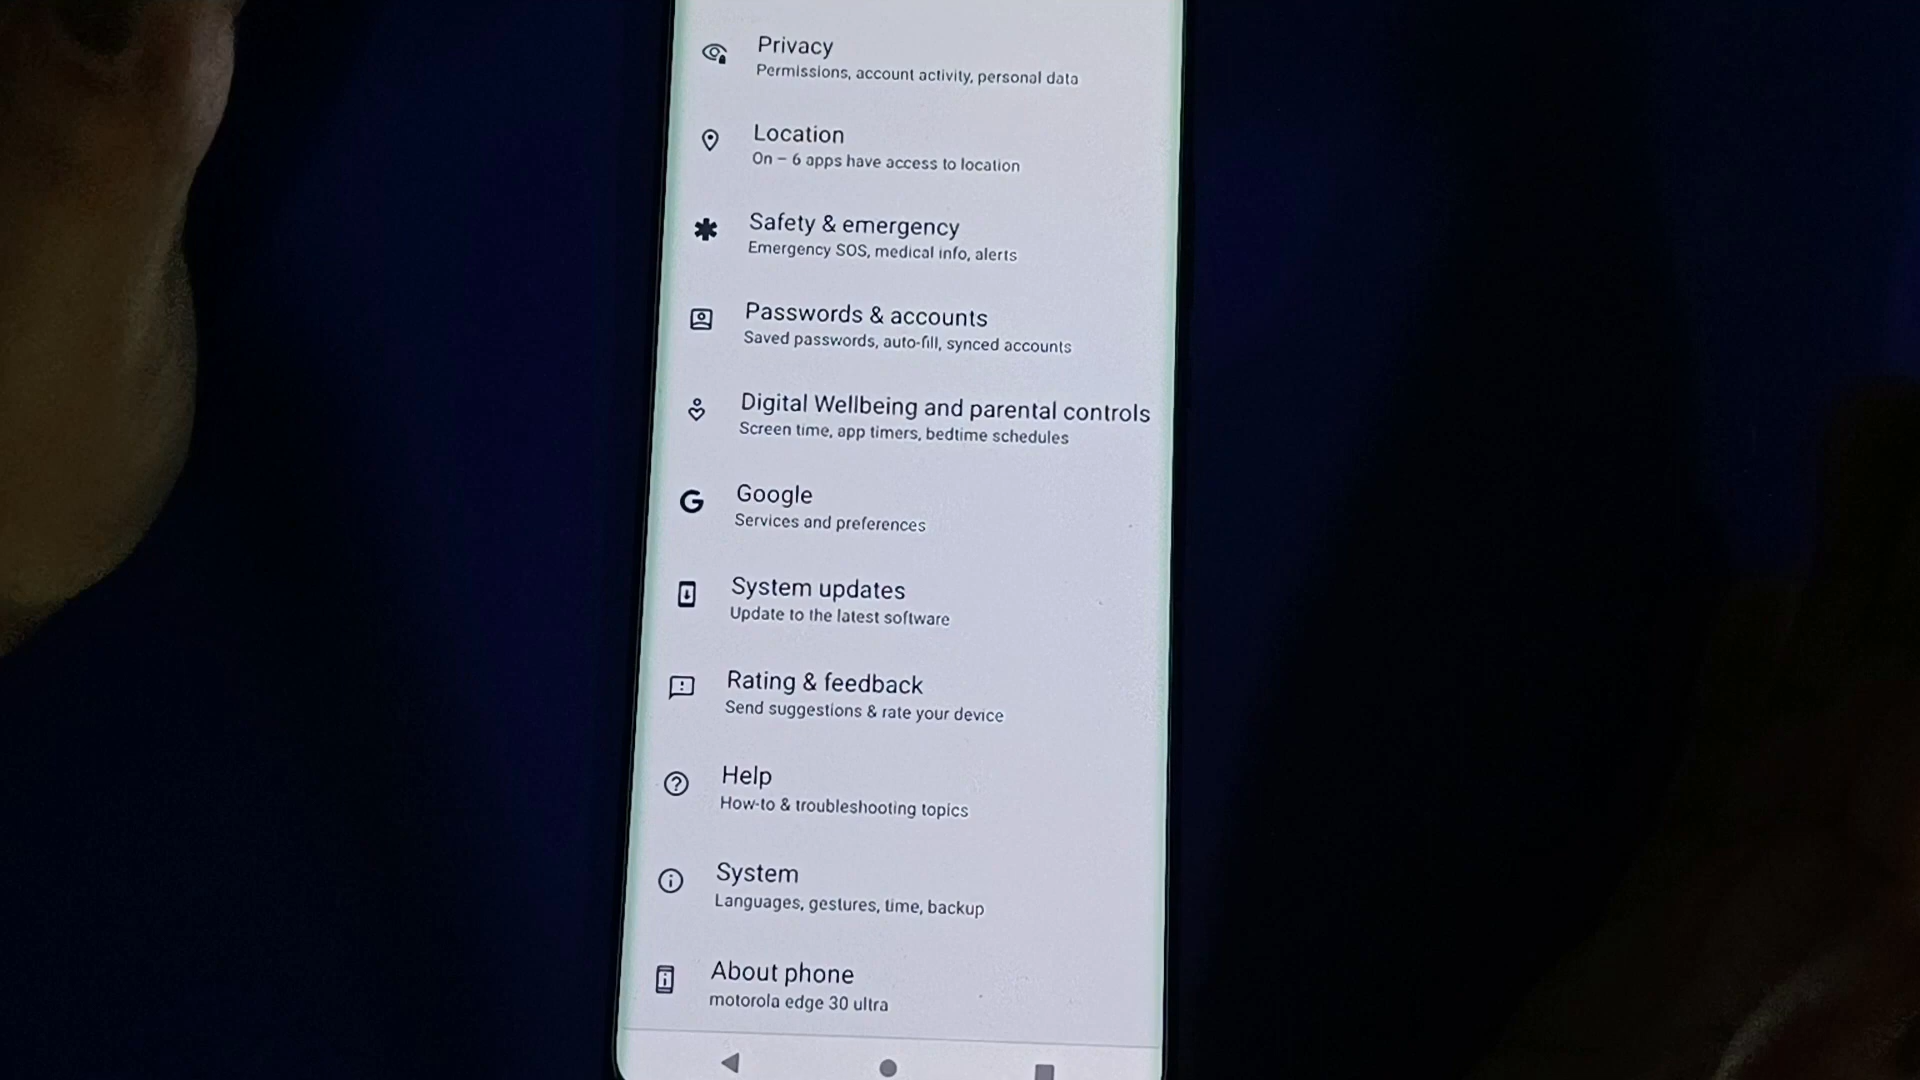 Privacy
Permissions, account activity, personal data
Location
On – 6 apps have access to location
Safety & emergency
Emergency SOS, medical info, alerts
Passwords & accounts
Saved passwords, auto-fill, synced accounts
Digital Wellbeing and parental controls
Screen time, app timers, bedtime schedules
Google
Services and preferences
System updates
Update to the latest software
Rating & feedback
Send suggestions & rate your device
Help
How-to & troubleshooting topics
System
Languages, gestures, time, backup
About phone
motorola edge 30 ultra